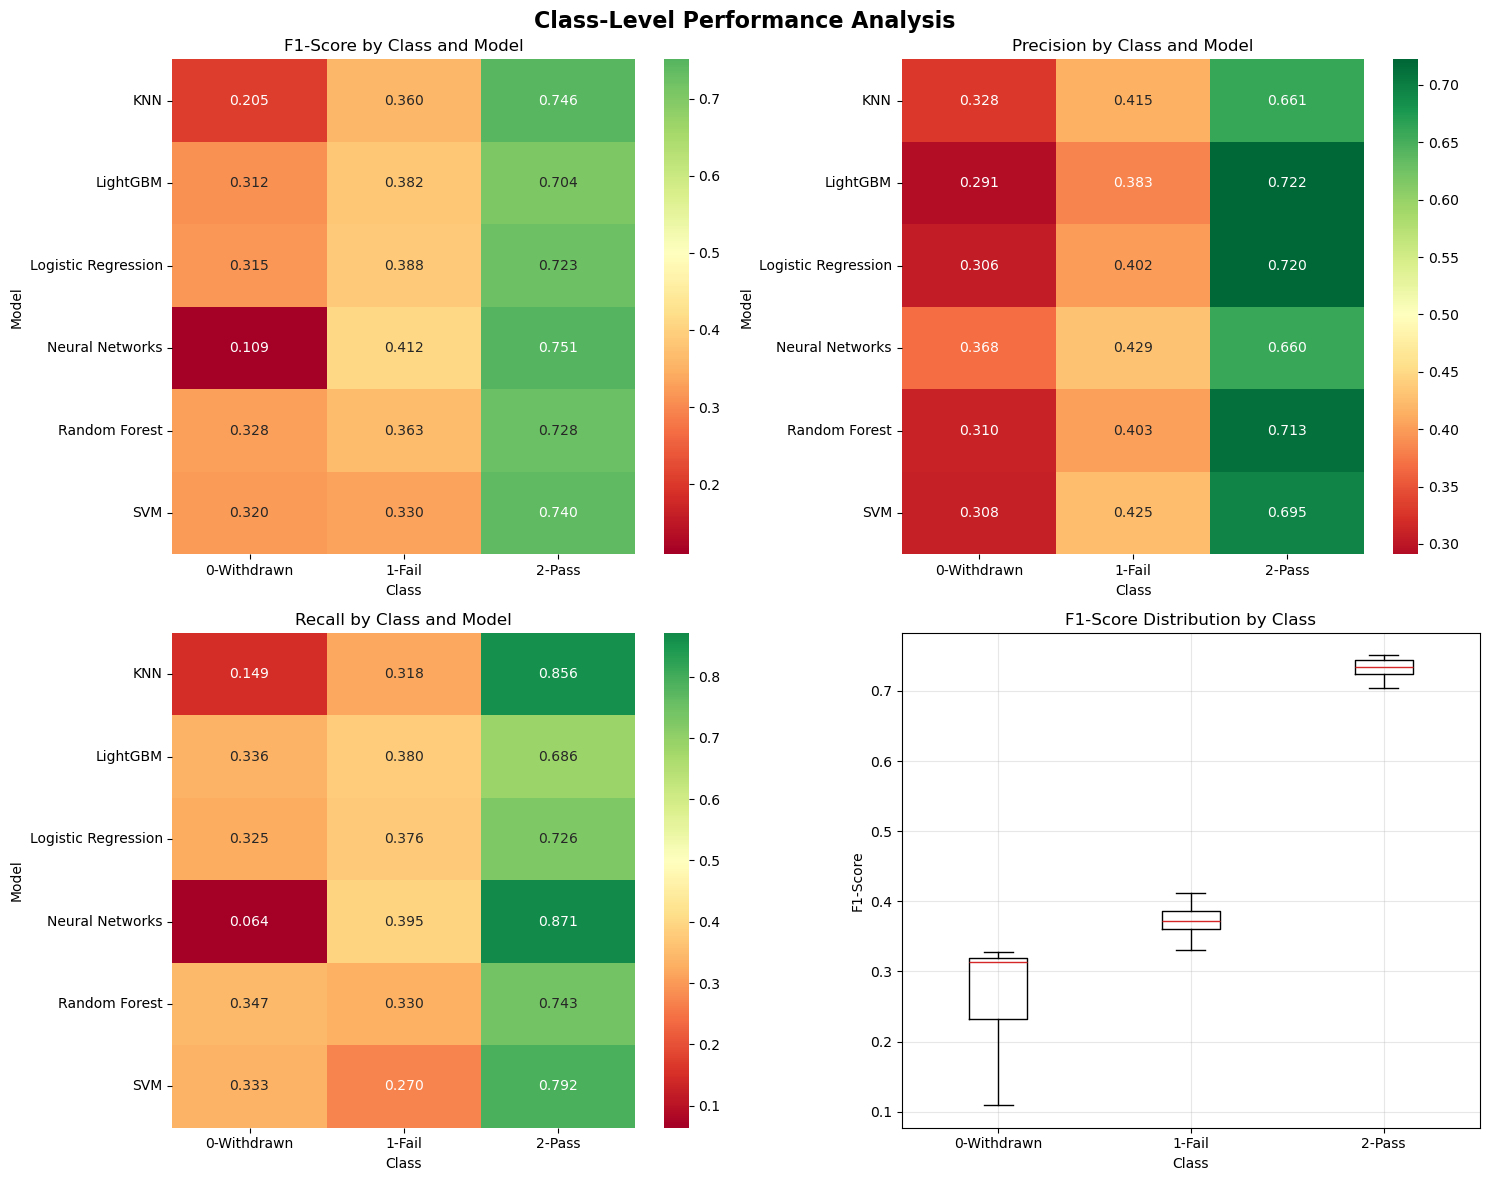 Class-Level Performance Analysis
F1-Score by Class and Model
Model
KNN 0.205 0.360 0.746
LightGBM 0.312 0.382 0.704
Logistic Regression 0.315 0.388 0.723
Neural Networks 0.109 0.412 0.751
Random Forest 0.328 0.363 0.728
SVM 0.320 0.330 0.740
0-Withdrawn 1-Fail 2-Pass
Class
0.7
0.6
0.5
0.4
0.3
0.2
Precision by Class and Model
Model
KNN 0.328 0.415 0.661
LightGBM 0.291 0.383 0.722
Logistic Regression 0.306 0.402 0.720
Neural Networks 0.368 0.429 0.660
Random Forest 0.310 0.403 0.713
SVM 0.308 0.425 0.695
0-Withdrawn 1-Fail 2-Pass
Class
0.70
0.65
0.60
0.55
0.50
0.45
0.40
0.35
0.30
Recall by Class and Model
Model
KNN 0.149 0.318 0.856
LightGBM 0.336 0.380 0.686
Logistic Regression 0.325 0.376 0.726
Neural Networks 0.064 0.395 0.871
Random Forest 0.347 0.330 0.743
SVM 0.333 0.270 0.792
0-Withdrawn 1-Fail 2-Pass
Class
0.8
0.7
0.6
0.5
0.4
0.3
0.2
0.1
F1-Score Distribution by Class
F1-Score
0.7
0.6
0.5
0.4
0.3
0.2
0.1
0-Withdrawn 1-Fail 2-Pass
Class